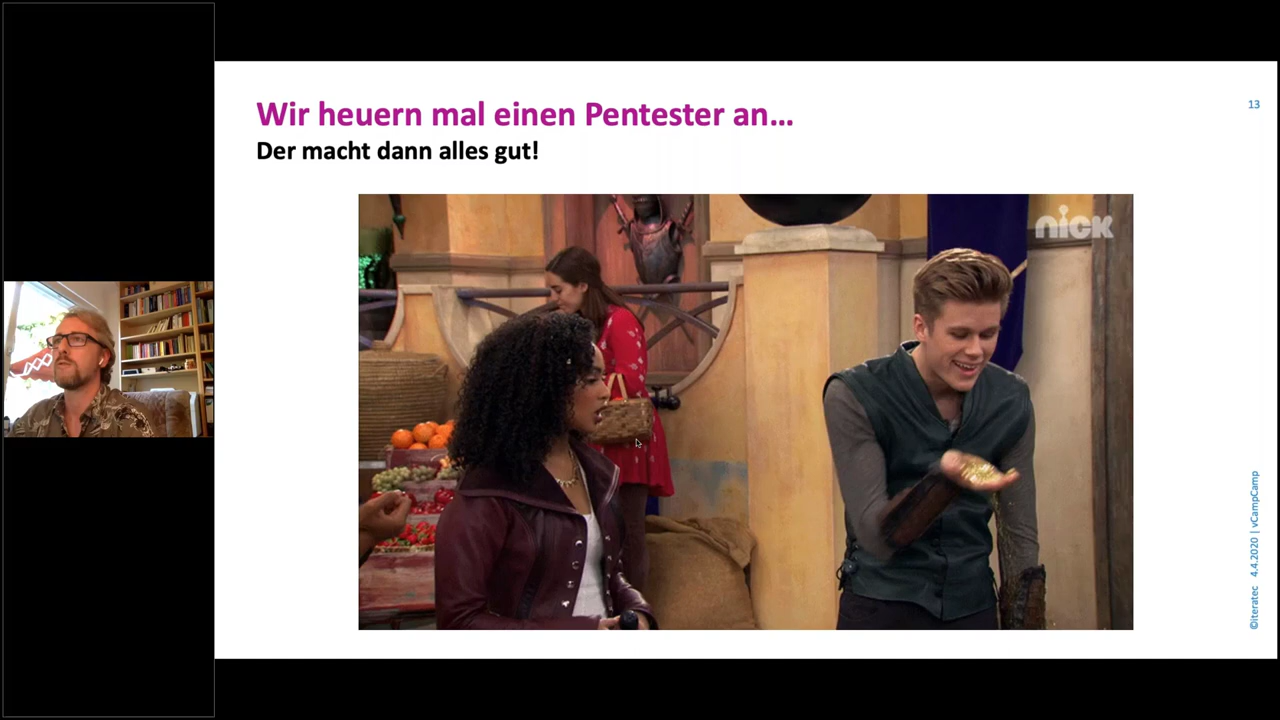 Wir heuern mal einen Pentester an...
Der macht dann alles gut!
13
nick
©iteratec 4.4.2020 | vCampCamp